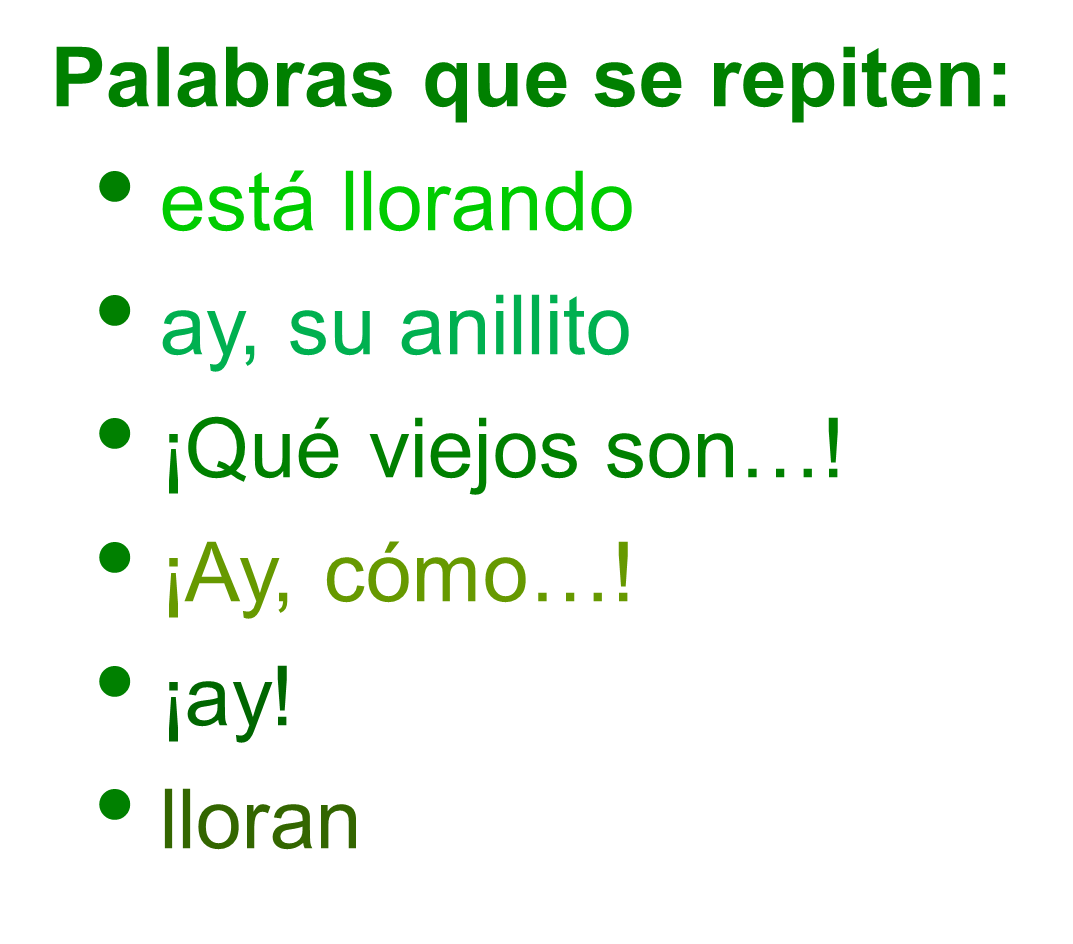 Palabras que se repiten:
• está llorando
• ay, su anillito
• ¡Qué viejos son…!
• ¡Ay, cómo…!
• ¡ay!
• lloran